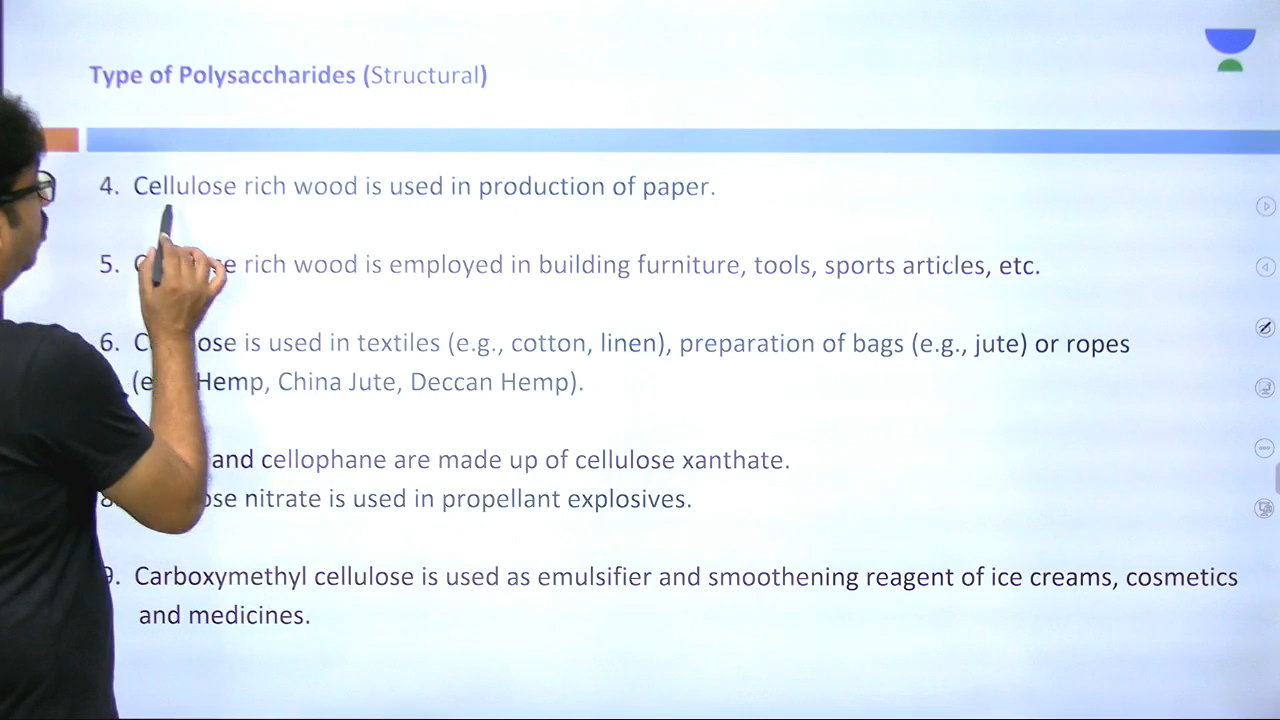 Type of Polysaccharides (Structural)
4. Cellulose rich wood is used in production of paper.
5. rich wood is employed in building furniture, tools, sports articles, etc.
6. is used in textiles (e.g., cotton, linen), preparation of bags (e.g., jute) or ropes
Hemp, China Jute, Deccan Hemp).
and cellophane are made up of cellulose xanthate.
nitrate is used in propellant explosives.
9. Carboxymethyl cellulose is used as emulsifier and smoothening reagent of ice creams, cosmetics
and medicines.